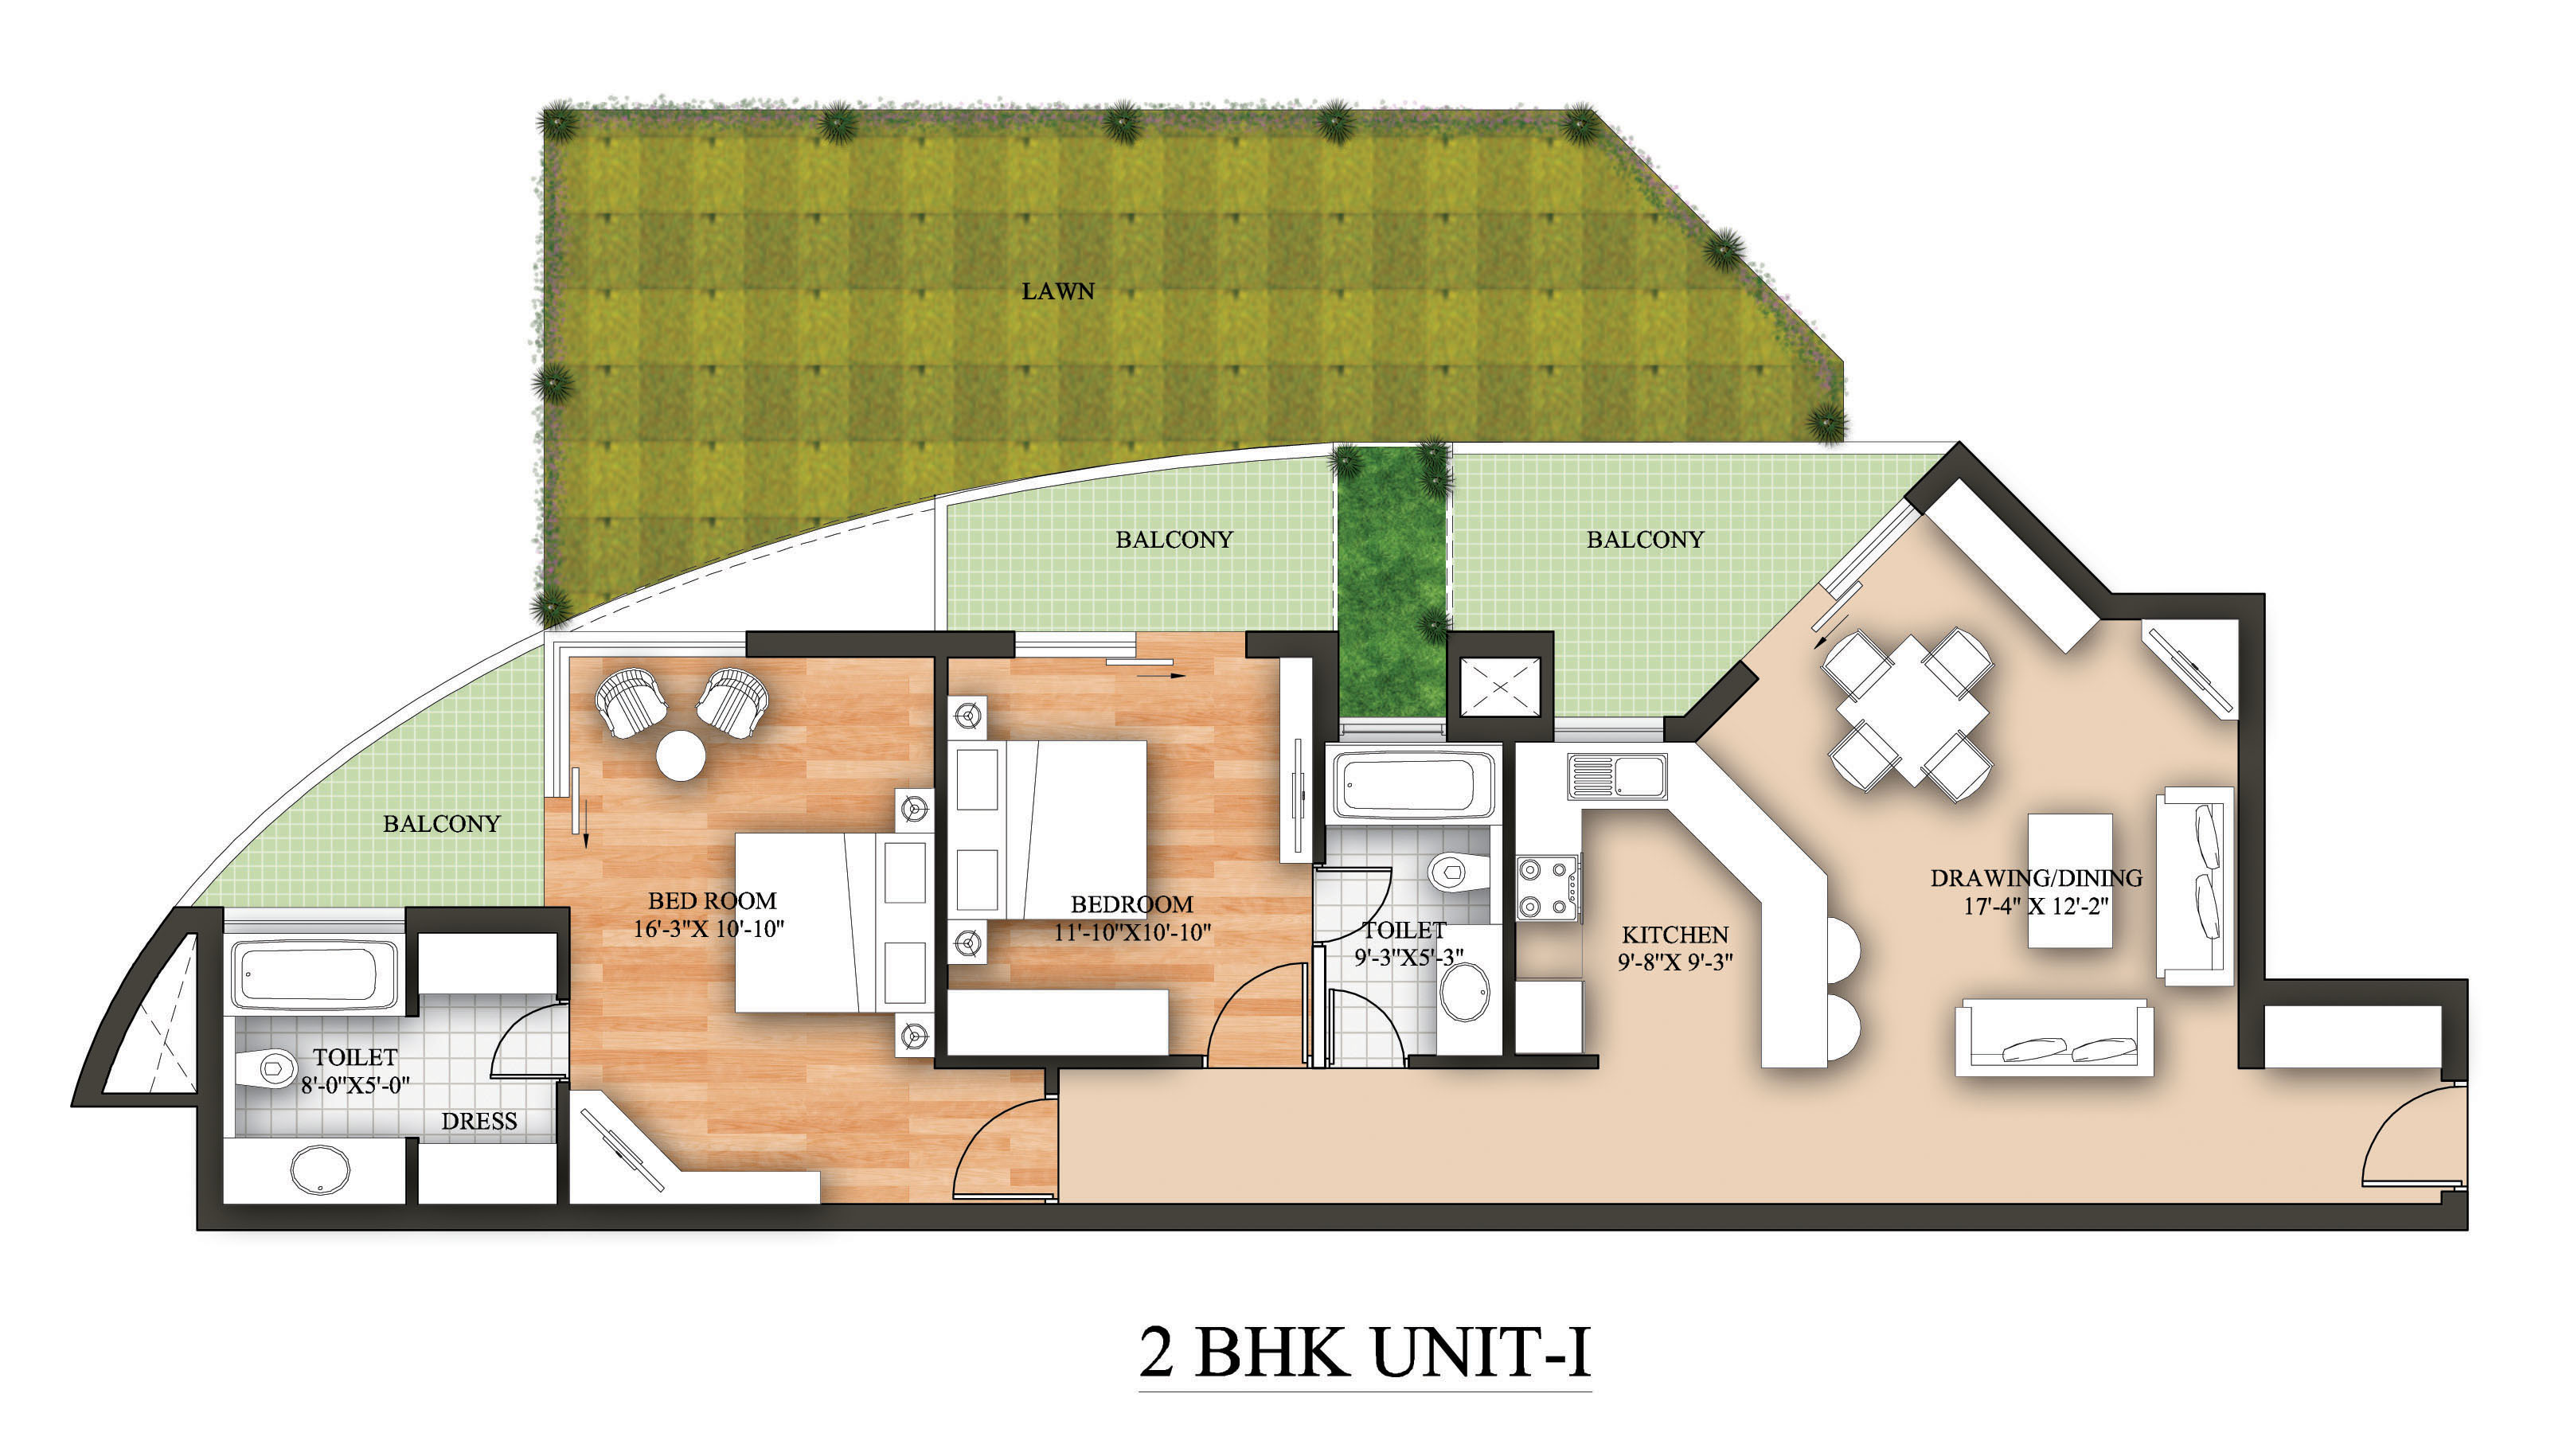 LAWN
BALCONY
BALCONY
BALCONY
BED ROOM
16'-3"X 10'-10"
BEDROOM
11'-10"X10'-10"
TOILET
9'-3"X5'-3"
KITCHEN
9'-8"X 9'-3"
DRAWING/DINING
17'-4" X 12'-2"
TOILET
8'-0"X5'-0"
DRESS
2 BHK UNIT-I